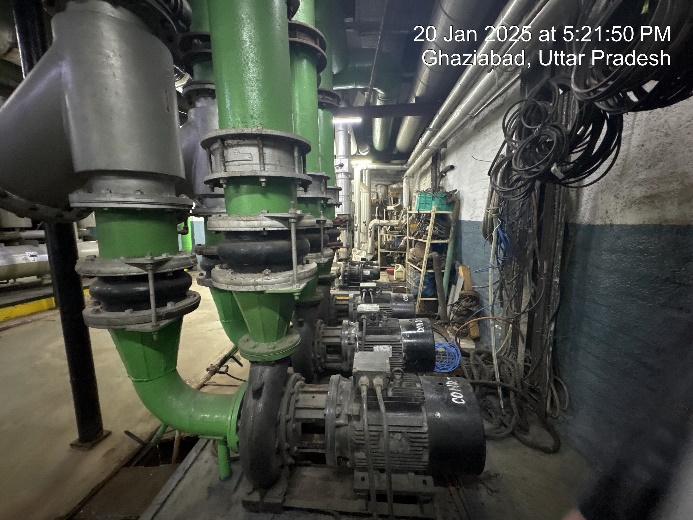 20 Jan 2025 at 5:21:50 PM
Ghaziabad, Uttar Pradesh